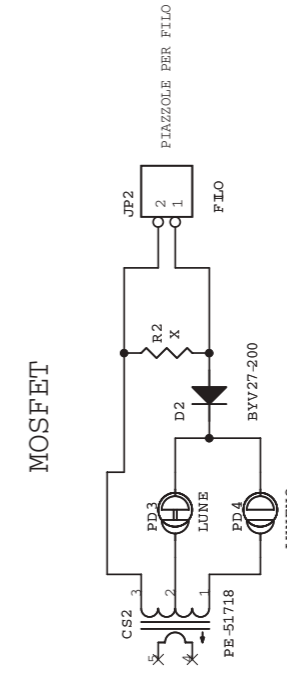 MOSFET
PIAZZOLE PER FILO
JP2
2
1
FILO
R2
X
D2
BYV27-200
PD3
LUNE
PD4
CS2
3
2
1
5
4
PE-51718